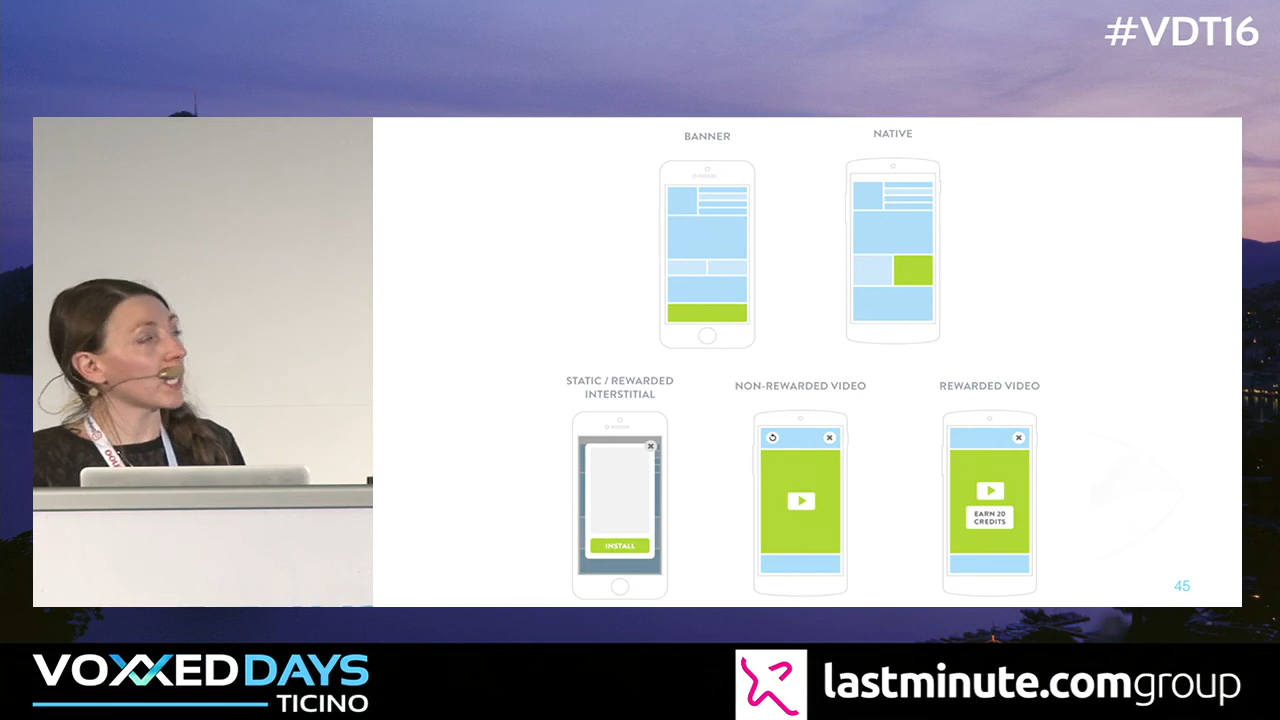 #VDT16
BANNER
NATIVE
STATIC / REWARDED
INTERSTITIAL
NON-REWARDED VIDEO
REWARDED VIDEO
INSTALL
EARN 20
CREDITS
45
VOXXED DAYS
TICINO
lastminute.comgroup